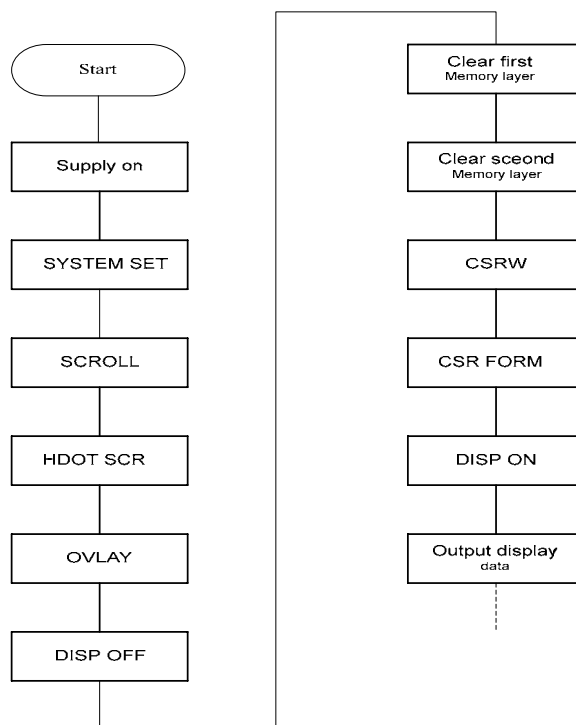 Start
Supply on
SYSTEM SET
SCROLL
HDOT SCR
OVLAY
DISP OFF
Clear first
Memory layer
Clear sceond
Memory layer
CSRW
CSR FORM
DISP ON
Output display
data